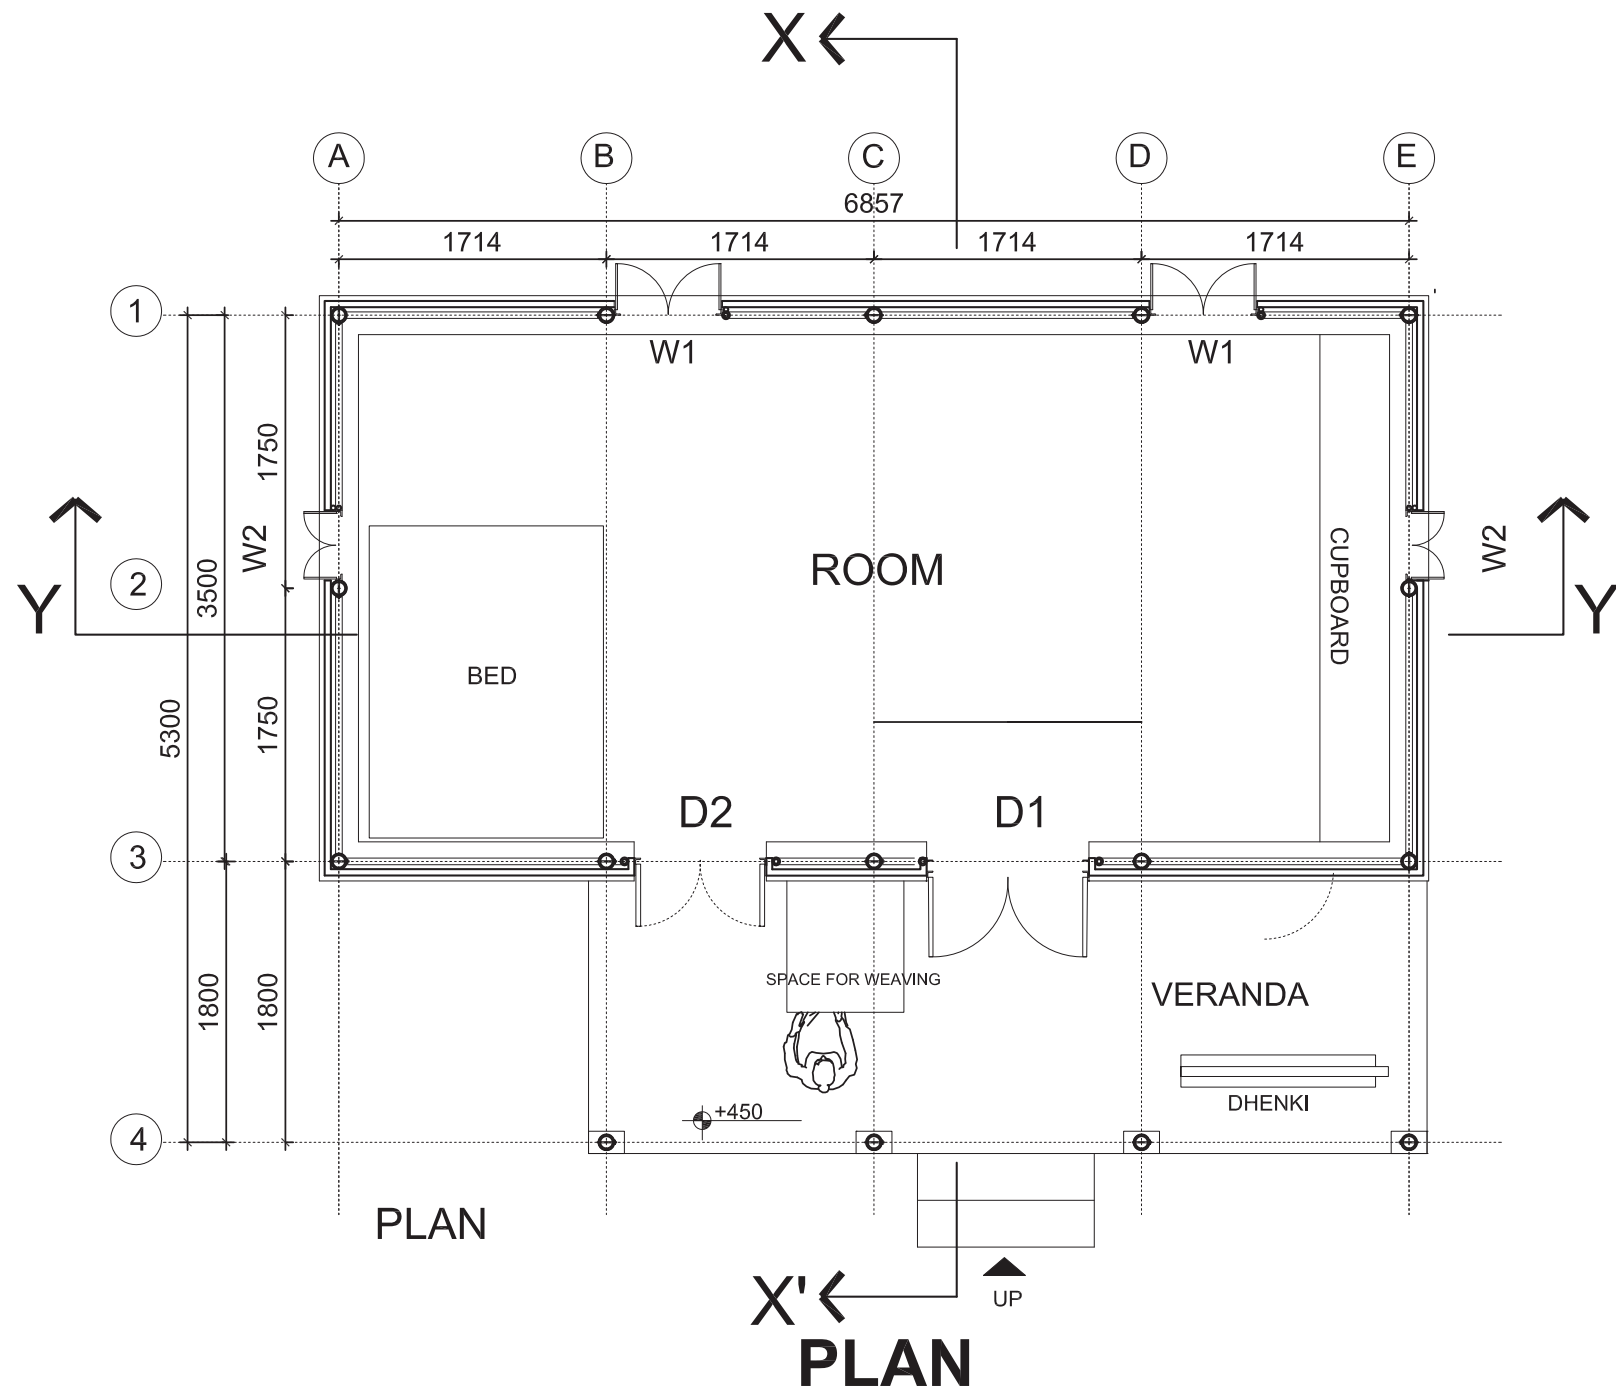 X
A B C D E
6857
1714 1714 1714 1714
1
W1 W1
1750
W2
W2
2
3500
ROOM
CUPBOARD
Y
Y
BED
5300
1750
D2 D1
3
SPACE FOR WEAVING
VERANDA
1800
1800
+450
DHENKI
4
PLAN
X'
UP
PLAN